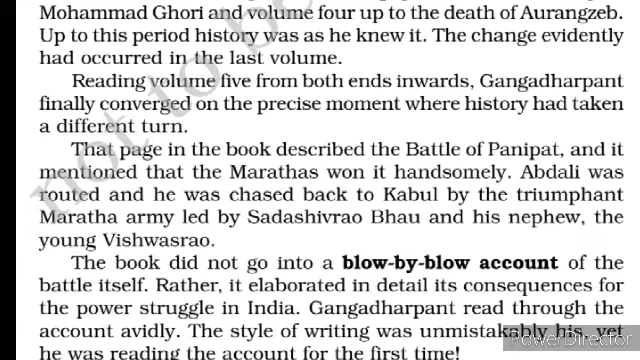 Mohammad Ghori and volume four up to the death of Aurangzeb.
Up to this period history was as he knew it. The change evidently
had occurred in the last volume.
Reading volume five from both ends inwards, Gangadharpant
finally converged on the precise moment where history had taken
a different turn.
That page in the book described the Battle of Panipat, and it
mentioned that the Marathas won it handsomely. Abdali was
routed and he was chased back to Kabul by the triumphant
Maratha army led by Sadashivrao Bhau and his nephew, the
young Vishwasrao.
The book did not go into a blow-by-blow account of the
battle itself. Rather, it elaborated in detail its consequences for
the power struggle in India. Gangadharpant read through the
account avidly. The style of writing was unmistakably his, yet
he was reading the account for the first time!
not to be
PowerDirector